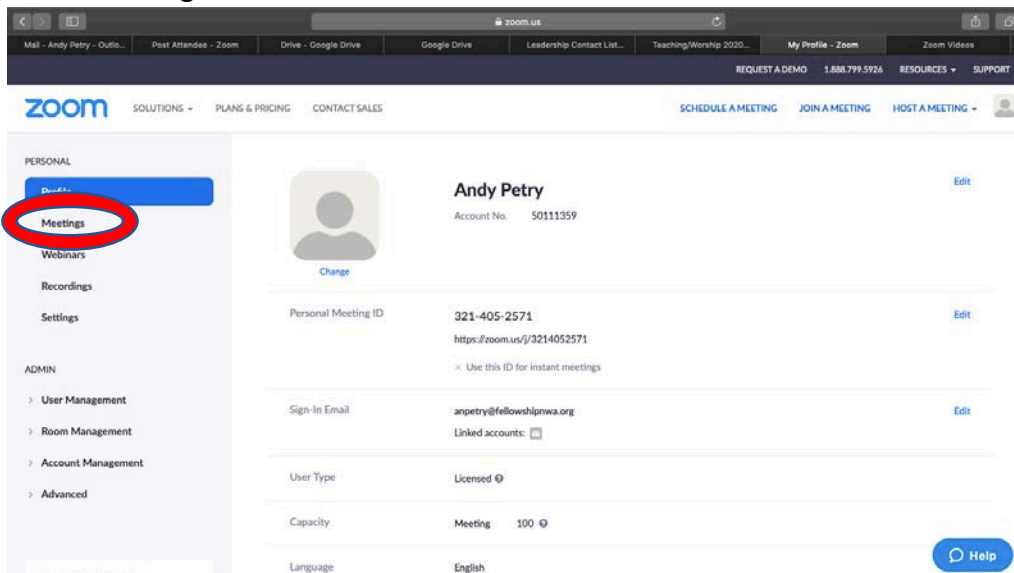 zoom.us
Mail - Andy Petry - Outlo... Post Attendee - Zoom Drive - Google Drive Google Drive Leadership Contact List... Teaching/Worship 2020... My Profile - Zoom Zoom Videos
REQUEST A DEMO 1.888.799.5926 RESOURCES SUPPORT
zoom SOLUTIONS PLANS & PRICING CONTACT SALES SCHEDULE A MEETING JOIN A MEETING HOST A MEETING
PERSONAL
Profile
Meetings
Webinars
Recordings
Settings
ADMIN
> User Management
> Room Management
> Account Management
> Advanced
Change
Andy Petry Edit
Account No. 50111359
Personal Meeting ID 321-405-2571 Edit
https://zoom.us/j/3214052571
× Use this ID for instant meetings
Sign-In Email anpetry@fellowshipnwa.org Edit
Linked accounts:
User Type Licensed
Capacity Meeting 100
Language English
Help